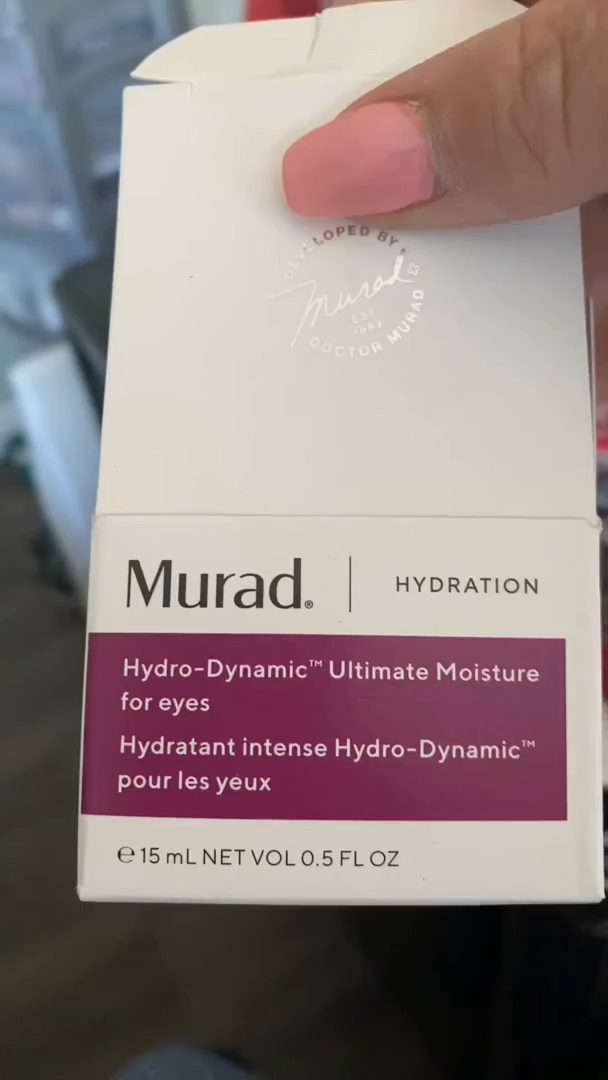 DEVELOPED BY
Murad
EST
1989
DOCTOR MURAD
Murad® | HYDRATION
Hydro-Dynamic™ Ultimate Moisture
for eyes
Hydratant intense Hydro-Dynamic™
pour les yeux
℮ 15 mL NET VOL 0.5 FL OZ